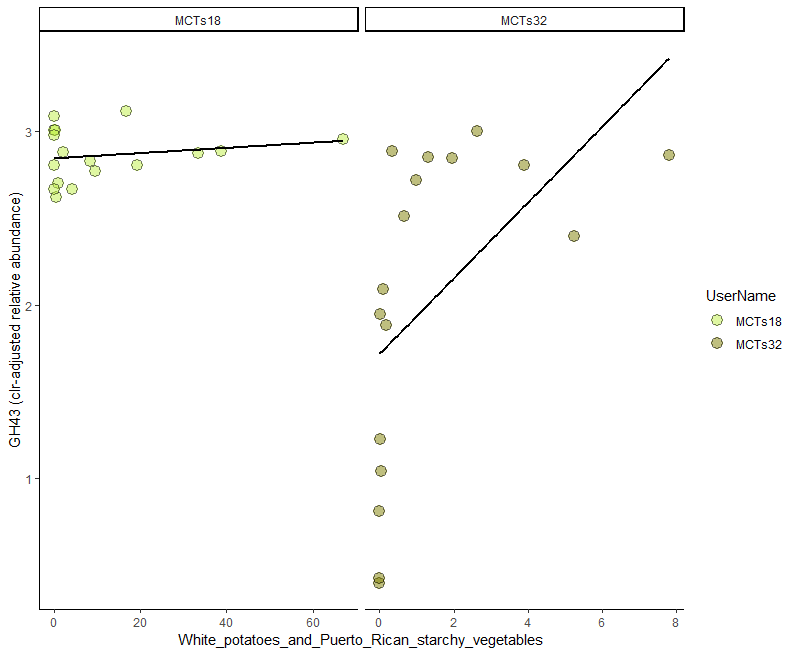 MCTs18 MCTs32
GH43 (clr-adjusted relative abundance)
3
2
1
0 20 40 60 0 2 4 6 8
White_potatoes_and_Puerto_Rican_starchy_vegetables
UserName
MCTs18
MCTs32